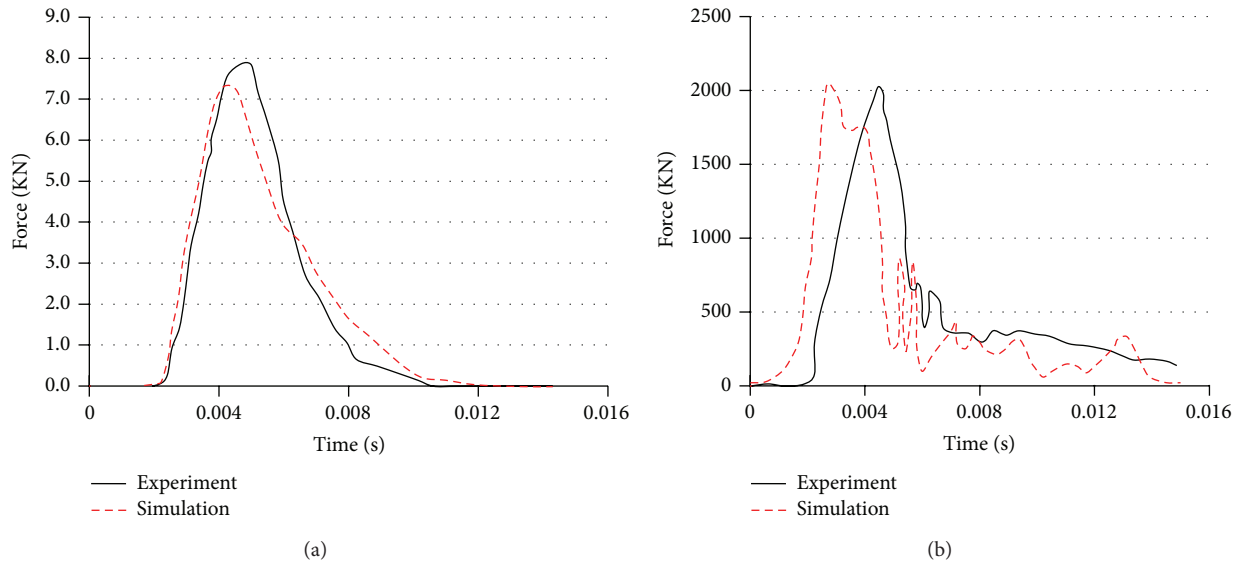 9.0
8.0
7.0
6.0
5.0
4.0
3.0
2.0
1.0
0.0
Force (KN)
0 0.004 0.008 0.012 0.016
Time (s)
Experiment
Simulation
(a)
2500
2000
1500
1000
500
0
Force (KN)
0 0.004 0.008 0.012 0.016
Time (s)
Experiment
Simulation
(b)